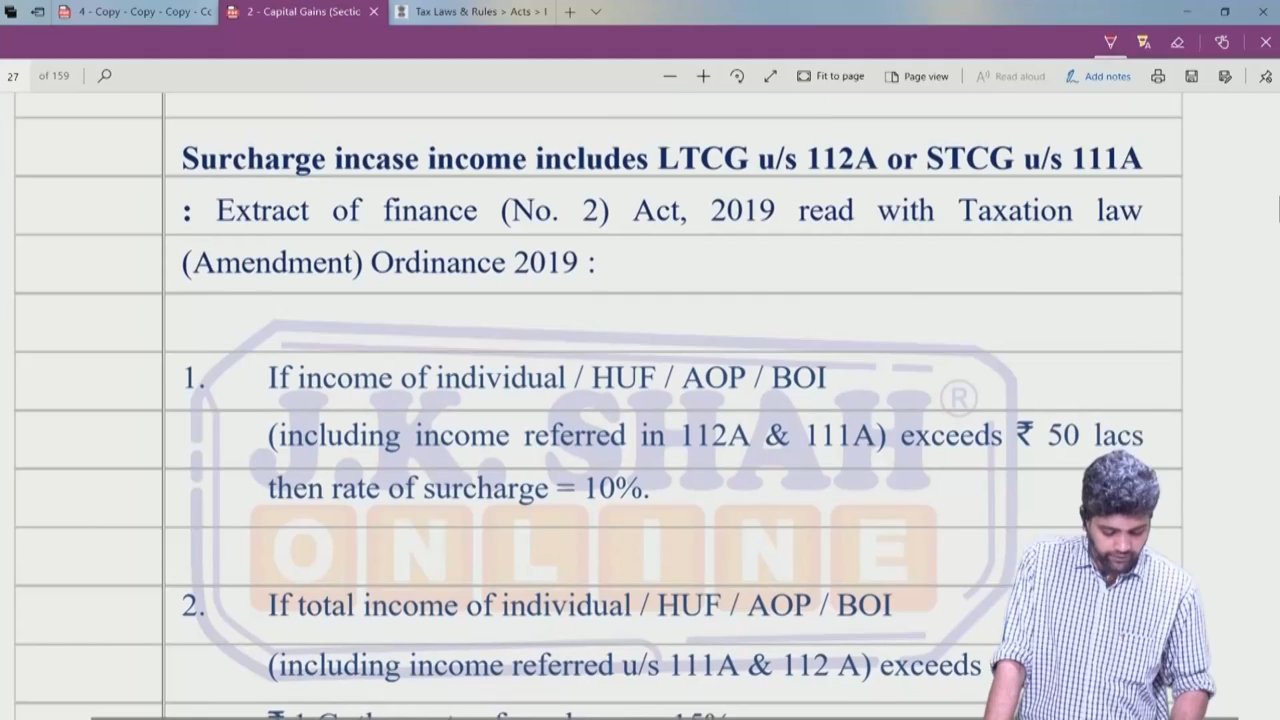 4 - Copy - Copy - Copy - Cc
2 - Capital Gains (Sectic
Tax Laws & Rules > Acts > I
27 of 159
Fit to page
Page view
Read aloud
Add notes
Surcharge incase income includes LTCG u/s 112A or STCG u/s 111A
: Extract of finance (No. 2) Act, 2019 read with Taxation law
(Amendment) Ordinance 2019 :
1. If income of individual / HUF / AOP / BOI
(including income referred in 112A & 111A) exceeds ₹ 50 lacs
then rate of surcharge = 10%.
2. If total income of individual / HUF / AOP / BOI
(including income referred u/s 111A & 112 A) exceeds
J.K. SHAH ®
ONLINE